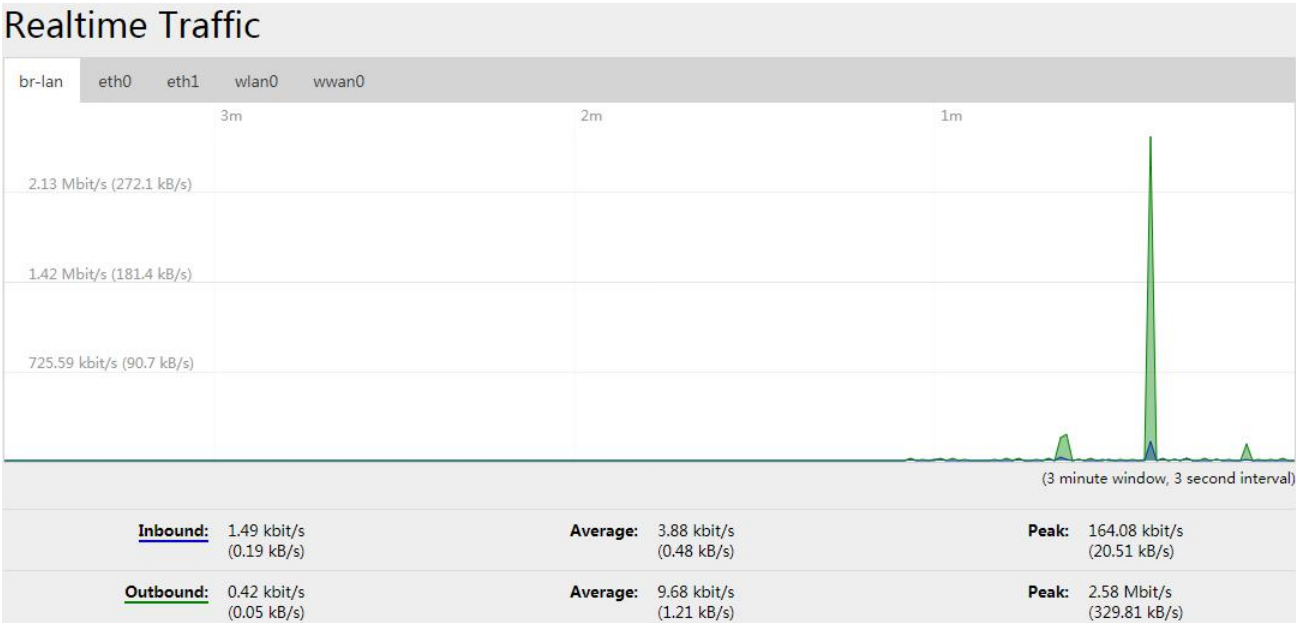 Realtime Traffic
br-lan eth0 eth1 wlan0 wwan0
3m 2m 1m
2.13 Mbit/s (272.1 kB/s)
1.42 Mbit/s (181.4 kB/s)
725.59 kbit/s (90.7 kB/s)
(3 minute window, 3 second interval)
Inbound: 1.49 kbit/s Average: 3.88 kbit/s Peak: 164.08 kbit/s
(0.19 kB/s) (0.48 kB/s) (20.51 kB/s)
Outbound: 0.42 kbit/s Average: 9.68 kbit/s Peak: 2.58 Mbit/s
(0.05 kB/s) (1.21 kB/s) (329.81 kB/s)